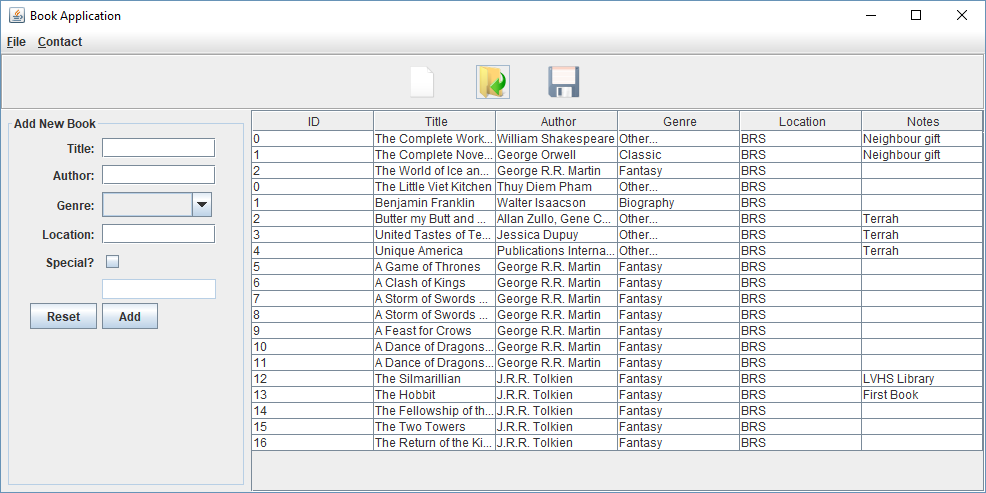 Book Application
File Contact
Add New Book
Title:
Author:
Genre:
Location:
Special?
Reset Add
ID Title Author Genre Location Notes
0 The Complete Work... William Shakespeare Other... BRS Neighbour gift
1 The Complete Nove... George Orwell Classic BRS Neighbour gift
2 The World of Ice an... George R.R. Martin Fantasy BRS
0 The Little Viet Kitchen Thuy Diem Pham Other... BRS
1 Benjamin Franklin Walter Isaacson Biography BRS
2 Butter my Butt and ... Allan Zullo, Gene C... Other... BRS Terrah
3 United Tastes of Te... Jessica Dupuy Other... BRS Terrah
4 Unique America Publications Interna... Other... BRS Terrah
5 A Game of Thrones George R.R. Martin Fantasy BRS
6 A Clash of Kings George R.R. Martin Fantasy BRS
7 A Storm of Swords ... George R.R. Martin Fantasy BRS
8 A Storm of Swords ... George R.R. Martin Fantasy BRS
9 A Feast for Crows George R.R. Martin Fantasy BRS
10 A Dance of Dragons... George R.R. Martin Fantasy BRS
11 A Dance of Dragons... George R.R. Martin Fantasy BRS
12 The Silmarillian J.R.R. Tolkien Fantasy BRS LVHS Library
13 The Hobbit J.R.R. Tolkien Fantasy BRS First Book
14 The Fellowship of th... J.R.R. Tolkien Fantasy BRS
15 The Two Towers J.R.R. Tolkien Fantasy BRS
16 The Return of the Ki... J.R.R. Tolkien Fantasy BRS